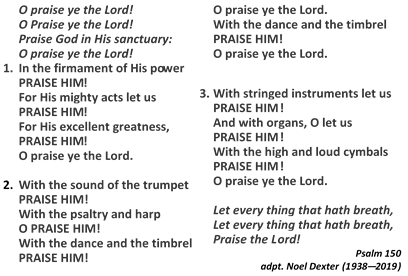 O praise ye the Lord!
O Praise ye the Lord!
Praise God in His sanctuary:
O praise ye the Lord!
1. In the firmament of His power
PRAISE HIM!
For His mighty acts let us
PRAISE HIM!
For His excellent greatness,
PRAISE HIM!
O praise ye the Lord.
2. With the sound of the trumpet
PRAISE HIM!
With the psaltry and harp
O PRAISE HIM!
With the dance and the timbrel
PRAISE HIM!
O praise ye the Lord.
With the dance and the timbrel
PRAISE HIM!
O praise ye the Lord.
3. With stringed instruments let us
PRAISE HIM!
And with organs, O let us
PRAISE HIM!
With the high and loud cymbals
PRAISE HIM!
O praise ye the Lord.
Let every thing that hath breath,
Let every thing that hath breath,
Praise the Lord!
Psalm 150
adpt. Noel Dexter (1938—2019)